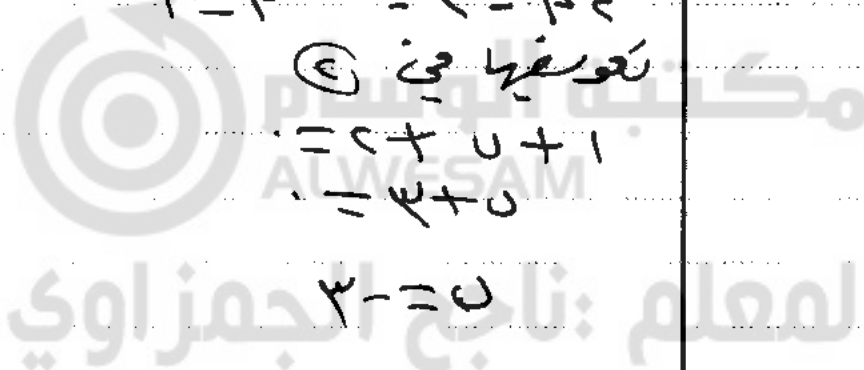 نعوضها في ②
١ + ن + ٢ = ٠
ن + ٣ = ٠
ن = -٣
مكتبة الوسام
ALWESAM
المعلم : ناجح الجمزاوي